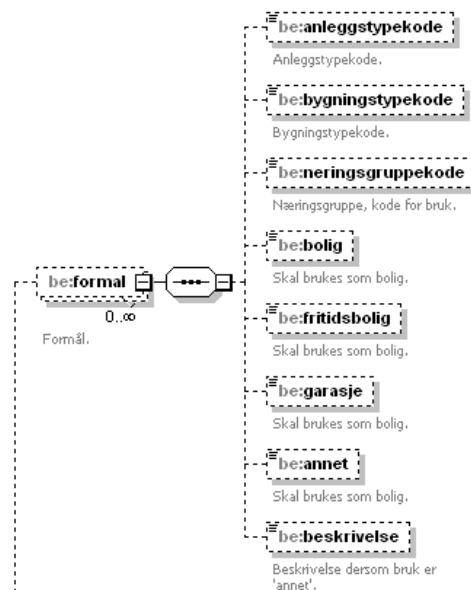 be:anleggstypekode
Anleggstypekode.
be:bygningstypekode
Bygningstypekode.
be:neringsgruppekode
Næringsgruppe, kode for bruk.
be:bolig
Skal brukes som bolig.
be:formal
0..∞
Formål.
be:fritidsbolig
Skal brukes som bolig.
be:garasje
Skal brukes som bolig.
be:annet
Skal brukes som bolig.
be:beskrivelse
Beskrivelse dersom bruk er
'annet'.